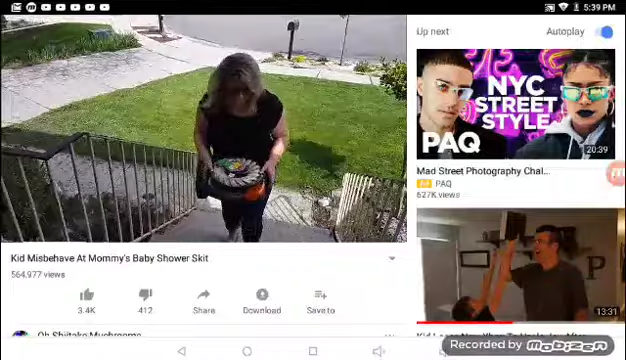 5:39 PM
Up next
Autoplay
NYC
STREET
STYLE
PAQ
20:39
Mad Street Photography Chal...
PAQ
627K views
Kid Misbehave At Mommy's Baby Shower Skit
564,977 views
3.4K
412
Share
Download
Save to
P
13:31
Oh Shiitake Mushrooms
Recorded by
mobizen